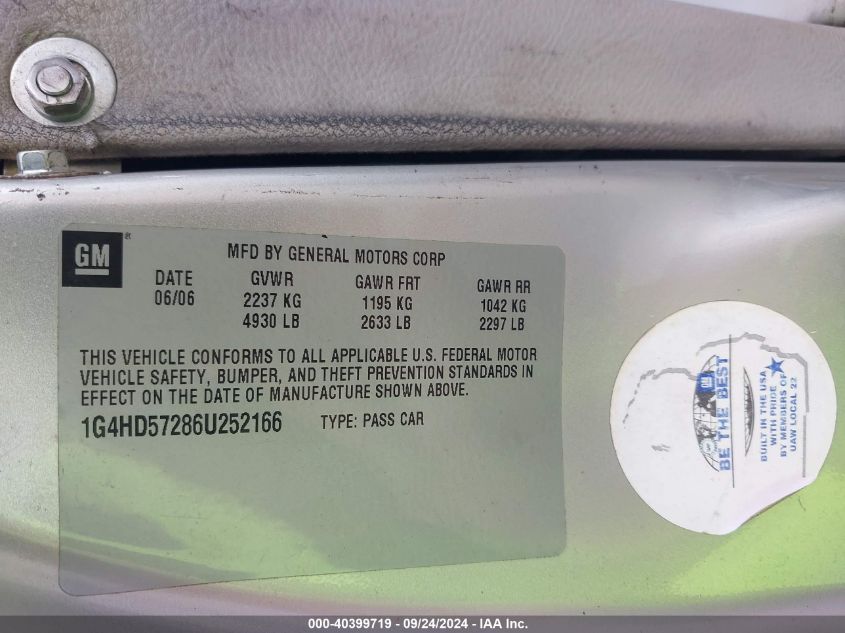 GM
MFD BY GENERAL MOTORS CORP
DATE GVWR GAWR FRT GAWR RR
06/06 2237 KG 1195 KG 1042 KG
4930 LB 2633 LB 2297 LB
THIS VEHICLE CONFORMS TO ALL APPLICABLE U.S. FEDERAL MOTOR
VEHICLE SAFETY, BUMPER, AND THEFT PREVENTION STANDARDS IN
EFFECT ON THE DATE OF MANUFACTURE SHOWN ABOVE.
1G4HD57286U252166 TYPE: PASS CAR
BE THE BEST
BUILT IN THE USA
WITH PRIDE
BY MEMBERS OF
UAW LOCAL 22
000-40399719 - 09/24/2024 - IAA Inc.